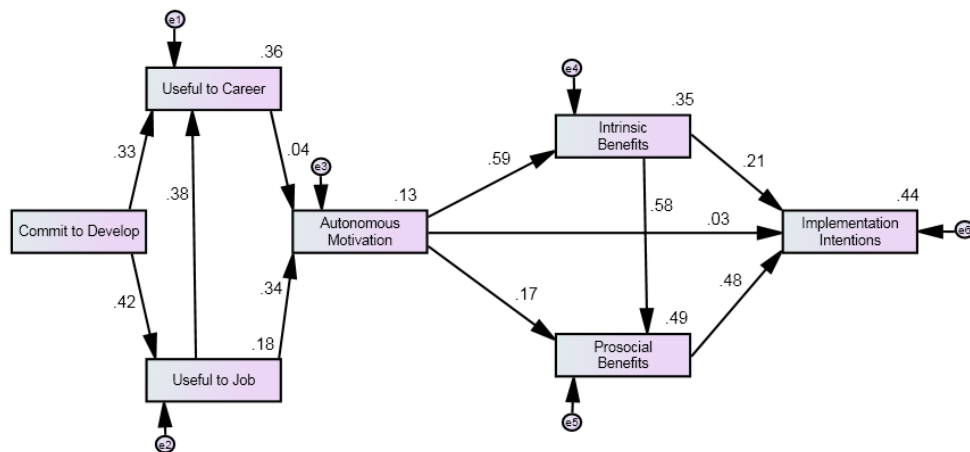 e1
.36
Useful to Career
.33
.38
.04
e3
.13
Commit to Develop
Autonomous
Motivation
.42
.34
.18
Useful to Job
e2
e4
.35
Intrinsic
Benefits
.59
.21
.58
.03
.44
Implementation
Intentions
e6
.17
.48
.49
Prosocial
Benefits
e5